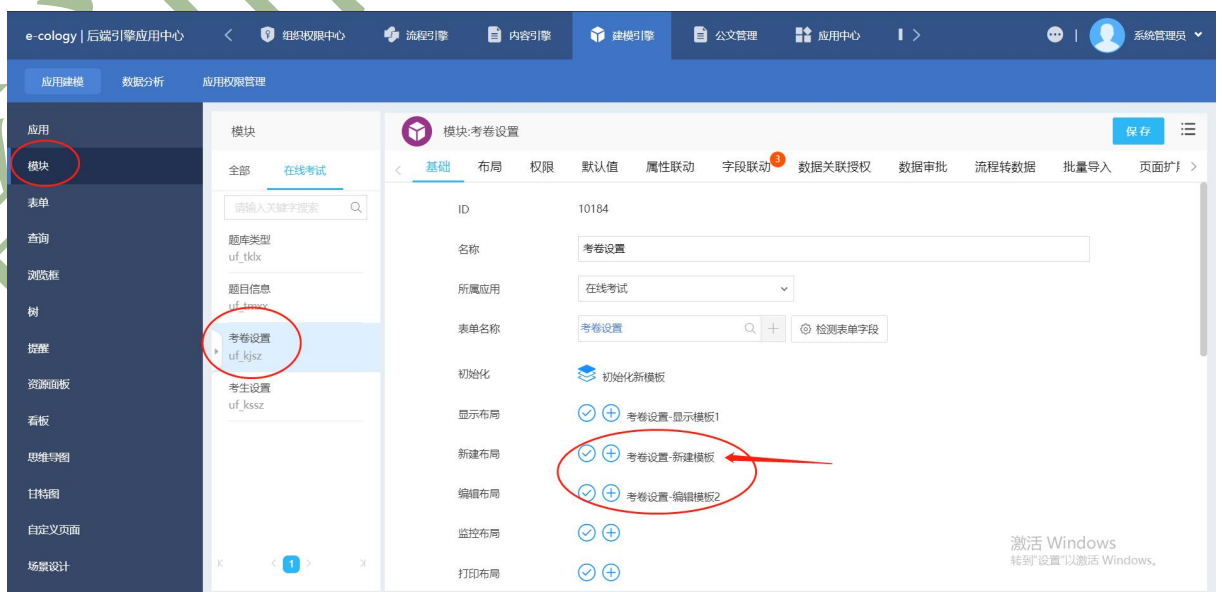 e-cology | 后端引擎应用中心 < 组织权限中心 流程引擎 内容引擎 建模引擎 公文管理 应用中心 系统管理员
应用建模 数据分析 应用权限管理
应用
模块
表单
查询
浏览框
树
提醒
资源面板
看板
思维导图
甘特图
自定义页面
场景设计
模块
全部 在线考试
请输入关键字搜索
题库类型
uf_tklx
题目信息
uf_tmxx
考卷设置
uf_kjsz
考生设置
uf_kssz
1
模块:考卷设置 保存
基础 布局 权限 默认值 属性联动 字段联动 3 数据关联授权 数据审批 流程转数据 批量导入 页面扩
ID 10184
名称 考卷设置
所属应用 在线考试
表单名称 考卷设置 检测表单字段
初始化 初始化新模板
显示布局 考卷设置-显示模板1
新建布局 考卷设置-新建模板
编辑布局 考卷设置-编辑模板2
监控布局
打印布局
激活 Windows
转到"设置"以激活 Windows。